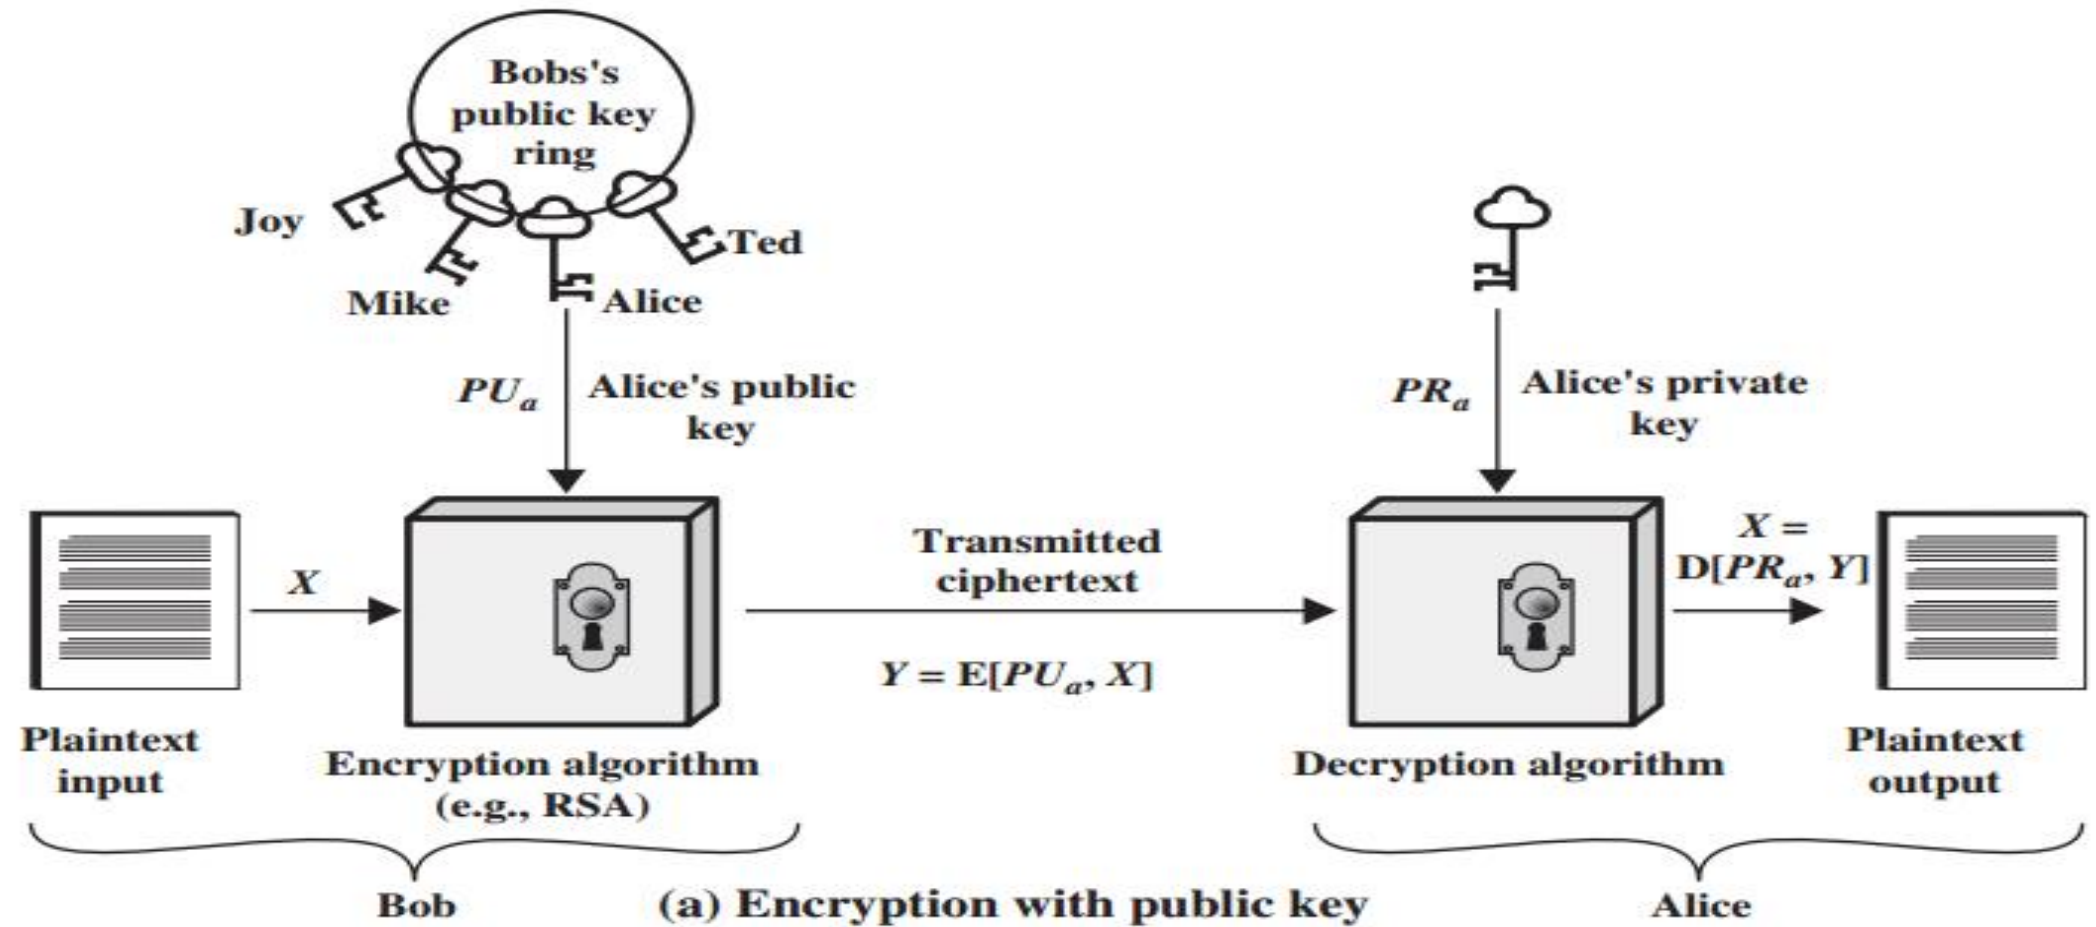 Bobs's
public key
ring
Joy
Ted
Mike
Alice
PUa
Alice's public
key
PRa
Alice's private
key
X
Transmitted
ciphertext
Y = E[PUa, X]
X =
D[PRa, Y]
Plaintext
input
Encryption algorithm
(e.g., RSA)
Decryption algorithm
Plaintext
output
Bob
(a) Encryption with public key
Alice